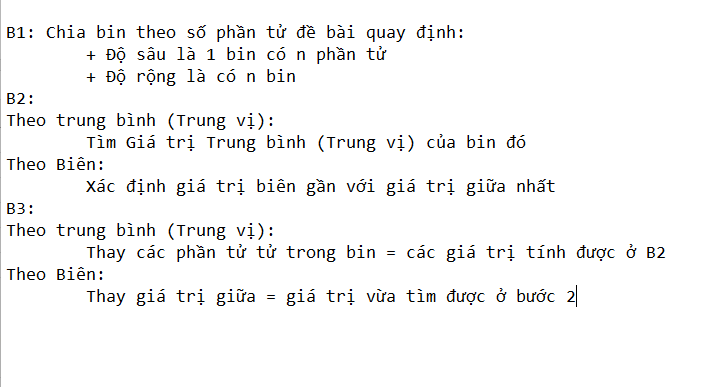 B1: Chia bin theo số phần tử đề bài quay định:
+ Độ sâu là 1 bin có n phần tử
+ Độ rộng là có n bin
B2:
Theo trung bình (Trung vị):
Tìm Giá trị Trung bình (Trung vị) của bin đó
Theo Biên:
Xác định giá trị biên gần với giá trị giữa nhất
B3:
Theo trung bình (Trung vị):
Thay các phần tử tử trong bin = các giá trị tính được ở B2
Theo Biên:
Thay giá trị giữa = giá trị vừa tìm được ở bước 2